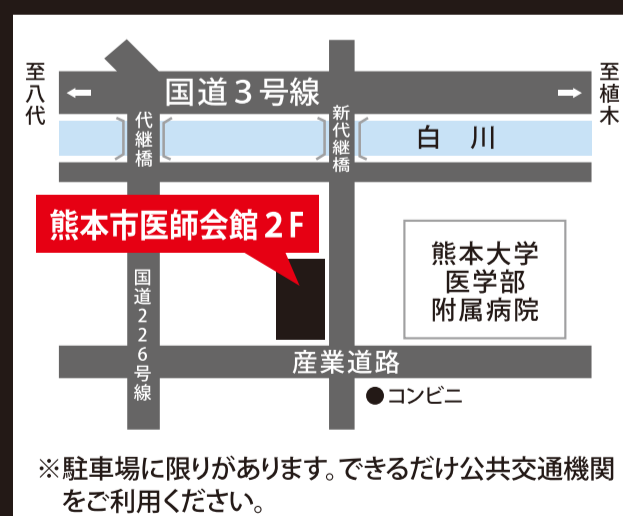 至八代
国道3号線
至植木
代継橋
新代継橋
白川
熊本市医師会館2F
国道226号線
熊本大学
医学部
附属病院
産業道路
●コンビニ
※駐車場に限りがあります。できるだけ公共交通機関
をご利用ください。